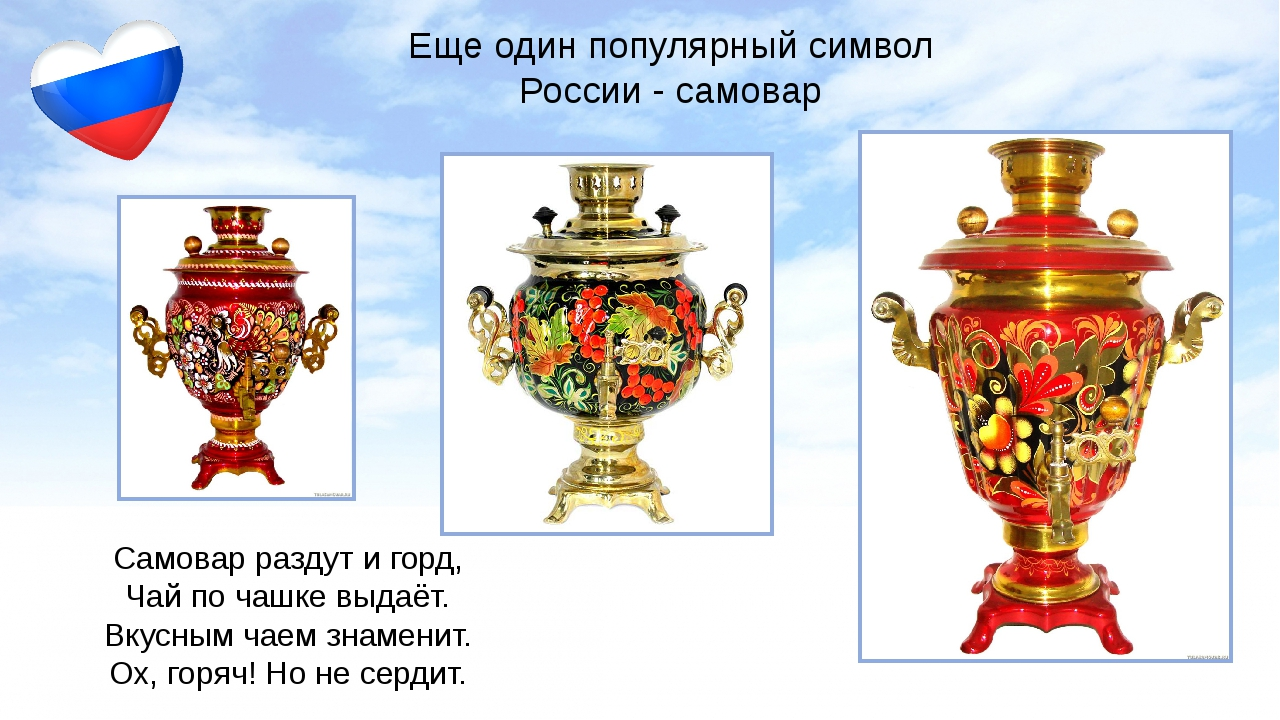 Еще один популярный символ
России - самовар
Самовар раздут и горд,
Чай по чашке выдаёт.
Вкусным чаем знаменит.
Ох, горяч! Но не сердит.